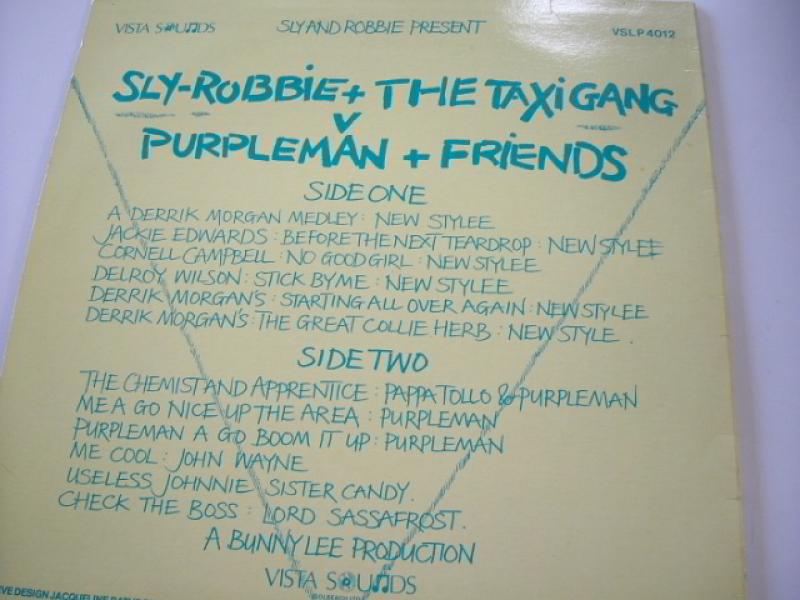 VISTA SOUNDS SLY AND ROBBIE PRESENT VSLP 4012
SLY-ROBBIE + THE TAXI GANG
V
PURPLEMAN + FRIENDS
SIDE ONE
A DERRIK MORGAN MEDLEY : NEW STYLEE
JACKIE EDWARDS : BEFORE THE NEXT TEARDROP : NEW STYLEE
CORNELL CAMPBELL : NO GOOD GIRL : NEW STYLEE
DELROY WILSON : STICK BY ME : NEW STYLEE
DERRIK MORGAN'S : STARTING ALL OVER AGAIN : NEW STYLEE
DERRIK MORGAN'S : THE GREAT COLLIE HERB : NEW STYLE .
SIDE TWO
THE CHEMIST AND APPRENTICE : PAPPA TOLLO & PURPLEMAN
ME A GO NICE UP THE AREA : PURPLEMAN
PURPLEMAN A GO BOOM IT UP : PURPLEMAN
ME COOL : JOHN WAYNE
USELESS JOHNNIE SISTER CANDY.
CHECK THE BOSS : LORD SASSAFROST.
A BUNNY LEE PRODUCTION
VISTA SOUNDS
DESIGN JACQUELINE